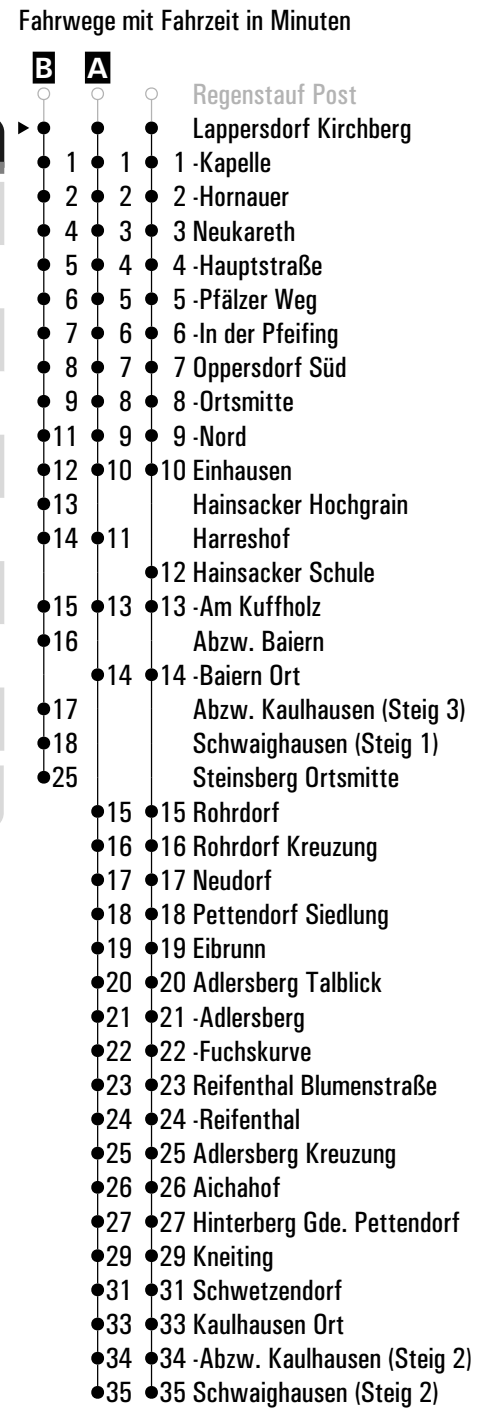 Fahrwege mit Fahrzeit in Minuten
B A
Regenstauf Post
Lappersdorf Kirchberg
1 1 1 -Kapelle
2 2 2 -Hornauer
4 3 3 Neukareth
5 4 4 -Hauptstraße
6 5 5 -Pfälzer Weg
7 6 6 -In der Pfeifing
8 7 7 Oppersdorf Süd
9 8 8 -Ortsmitte
11 9 9 -Nord
12 10 10 Einhausen
13 Hainsacker Hochgrain
14 11 Harreshof
12 Hainsacker Schule
15 13 13 -Am Kuffholz
16 Abzw. Baiern
14 14 -Baiern Ort
17 Abzw. Kaulhausen (Steig 3)
18 Schwaighausen (Steig 1)
25 Steinsberg Ortsmitte
15 15 Rohrdorf
16 16 Rohrdorf Kreuzung
17 17 Neudorf
18 18 Pettendorf Siedlung
19 19 Eibrunn
20 20 Adlersberg Talblick
21 21 -Adlersberg
22 22 -Fuchskurve
23 23 Reifenthal Blumenstraße
24 24 -Reifenthal
25 25 Adlersberg Kreuzung
26 26 Aichahof
27 27 Hinterberg Gde. Pettendorf
29 29 Kneiting
31 31 Schwetzendorf
33 33 Kaulhausen Ort
34 34 -Abzw. Kaulhausen (Steig 2)
35 35 Schwaighausen (Steig 2)